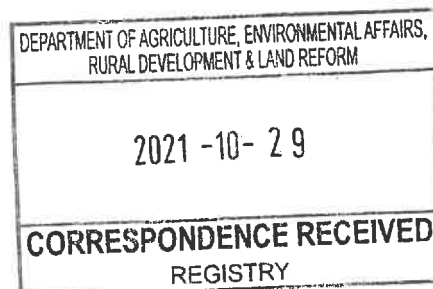 DEPARTMENT OF AGRICULTURE, ENVIRONMENTAL AFFAIRS,
RURAL DEVELOPMENT & LAND REFORM
2021 -10- 29
CORRESPONDENCE RECEIVED
REGISTRY